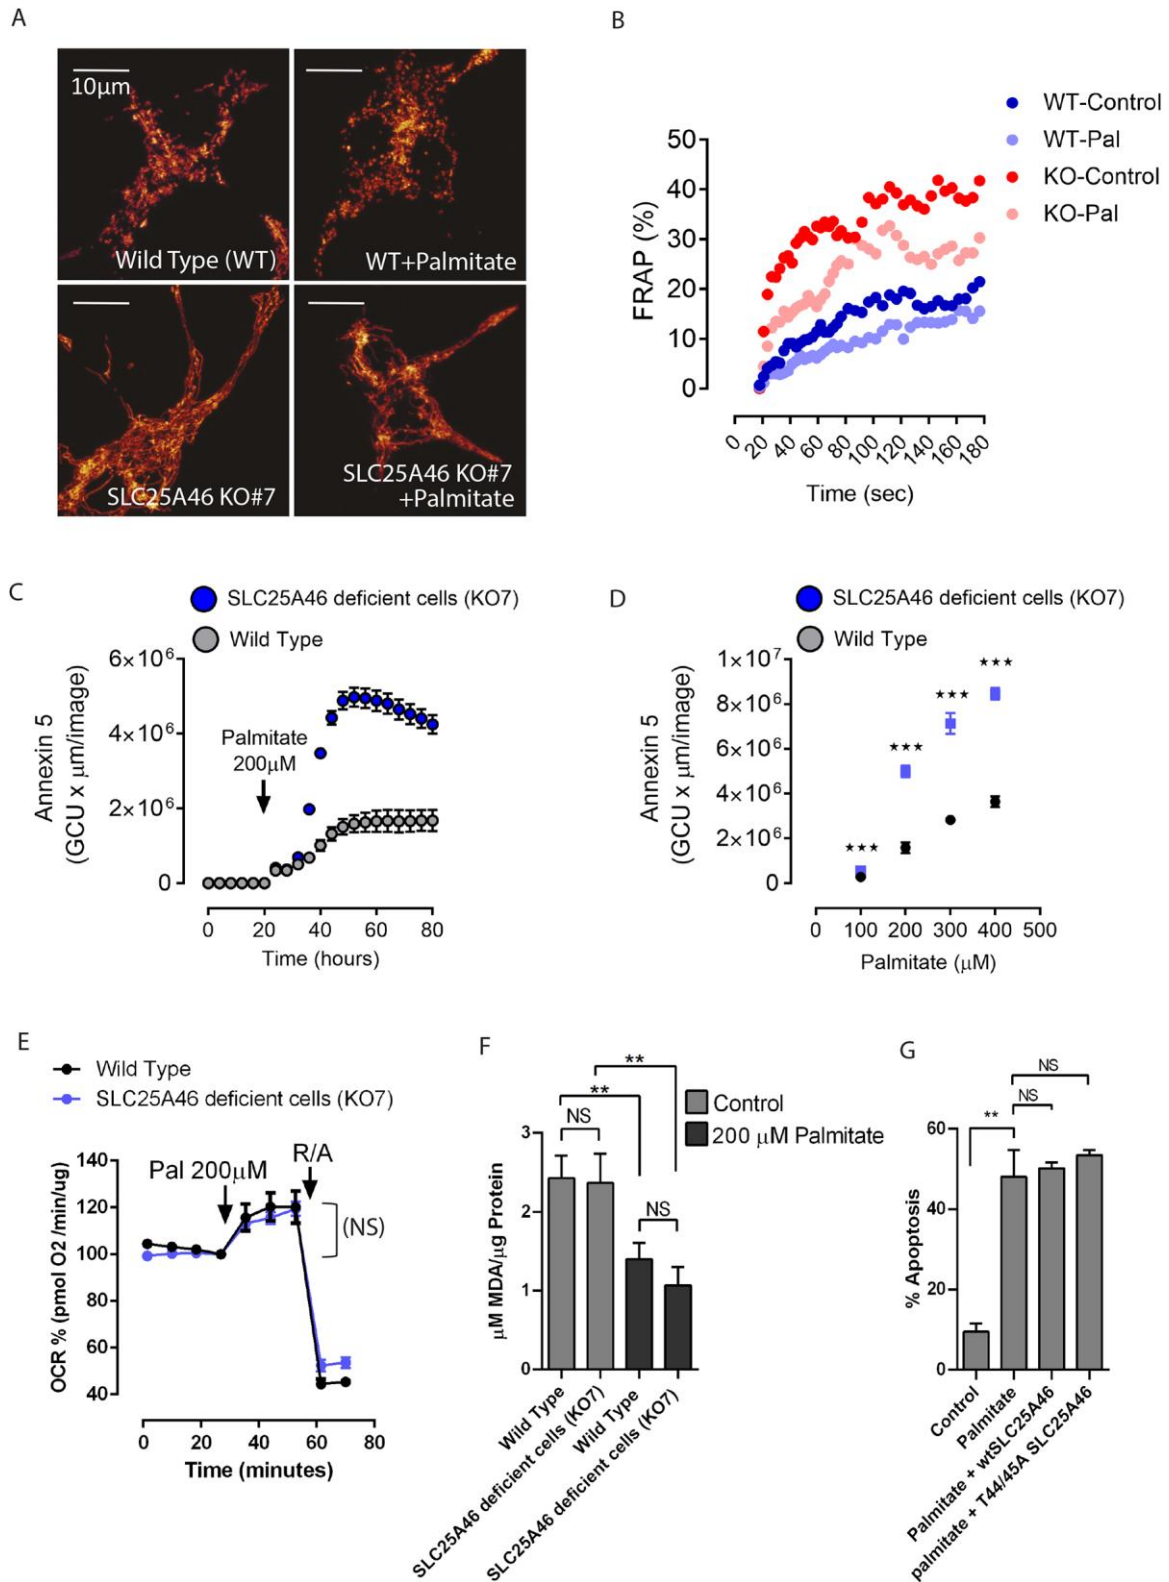 A
10μm
Wild Type (WT)
WT+Palmitate
SLC25A46 KO#7
SLC25A46 KO#7
+Palmitate
B
WT-Control
WT-Pal
KO-Control
KO-Pal
50
40
30
20
10
0
FRAP (%)
0 20 40 60 80 100 120 140 160 180
Time (sec)
C
SLC25A46 deficient cells (KO7)
Wild Type
6×10⁶
4×10⁶
2×10⁶
0
Annexin 5
(GCU x μm/image)
Palmitate
200μM
0 20 40 60 80
Time (hours)
D
SLC25A46 deficient cells (KO7)
Wild Type
1×10⁷
8×10⁶
6×10⁶
4×10⁶
2×10⁶
0
Annexin 5
(GCU x μm/image)
★★★
★★★
★★★
★★★
0 100 200 300 400 500
Palmitate (μM)
E
Wild Type
SLC25A46 deficient cells (KO7)
140
120
100
80
60
40
OCR % (pmol O2 /min/ug)
Pal 200μM
R/A
(NS)
0 20 40 60 80
Time (minutes)
F
**
**
NS
NS
Control
200 μM Palmitate
3
2
1
0
μM MDA/μg Protein
Wild Type
SLC25A46 deficient cells (KO7)
Wild Type
SLC25A46 deficient cells (KO7)
G
NS
NS
**
60
40
20
0
% Apoptosis
Control
Palmitate
Palmitate + wtSLC25A46
palmitate + T44/45A SLC25A46